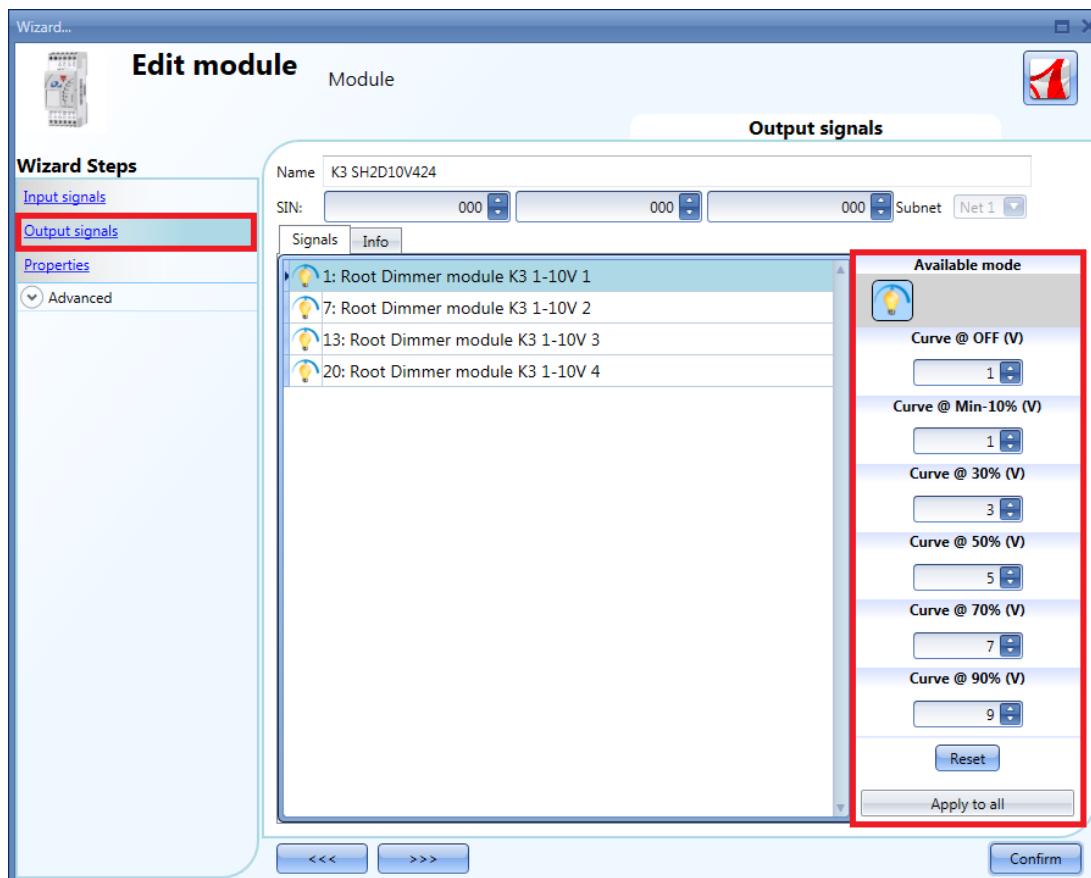 Wizard...
Edit module
Module
Output signals
Wizard Steps
Input signals
Output signals
Properties
Advanced
Name K3 SH2D10V424
SIN: 000 000 000 Subnet Net 1
Signals Info
1: Root Dimmer module K3 1-10V 1
7: Root Dimmer module K3 1-10V 2
13: Root Dimmer module K3 1-10V 3
20: Root Dimmer module K3 1-10V 4
Available mode
Curve @ OFF (V)
1
Curve @ Min-10% (V)
1
Curve @ 30% (V)
3
Curve @ 50% (V)
5
Curve @ 70% (V)
7
Curve @ 90% (V)
9
Reset
Apply to all
<<< >>> Confirm